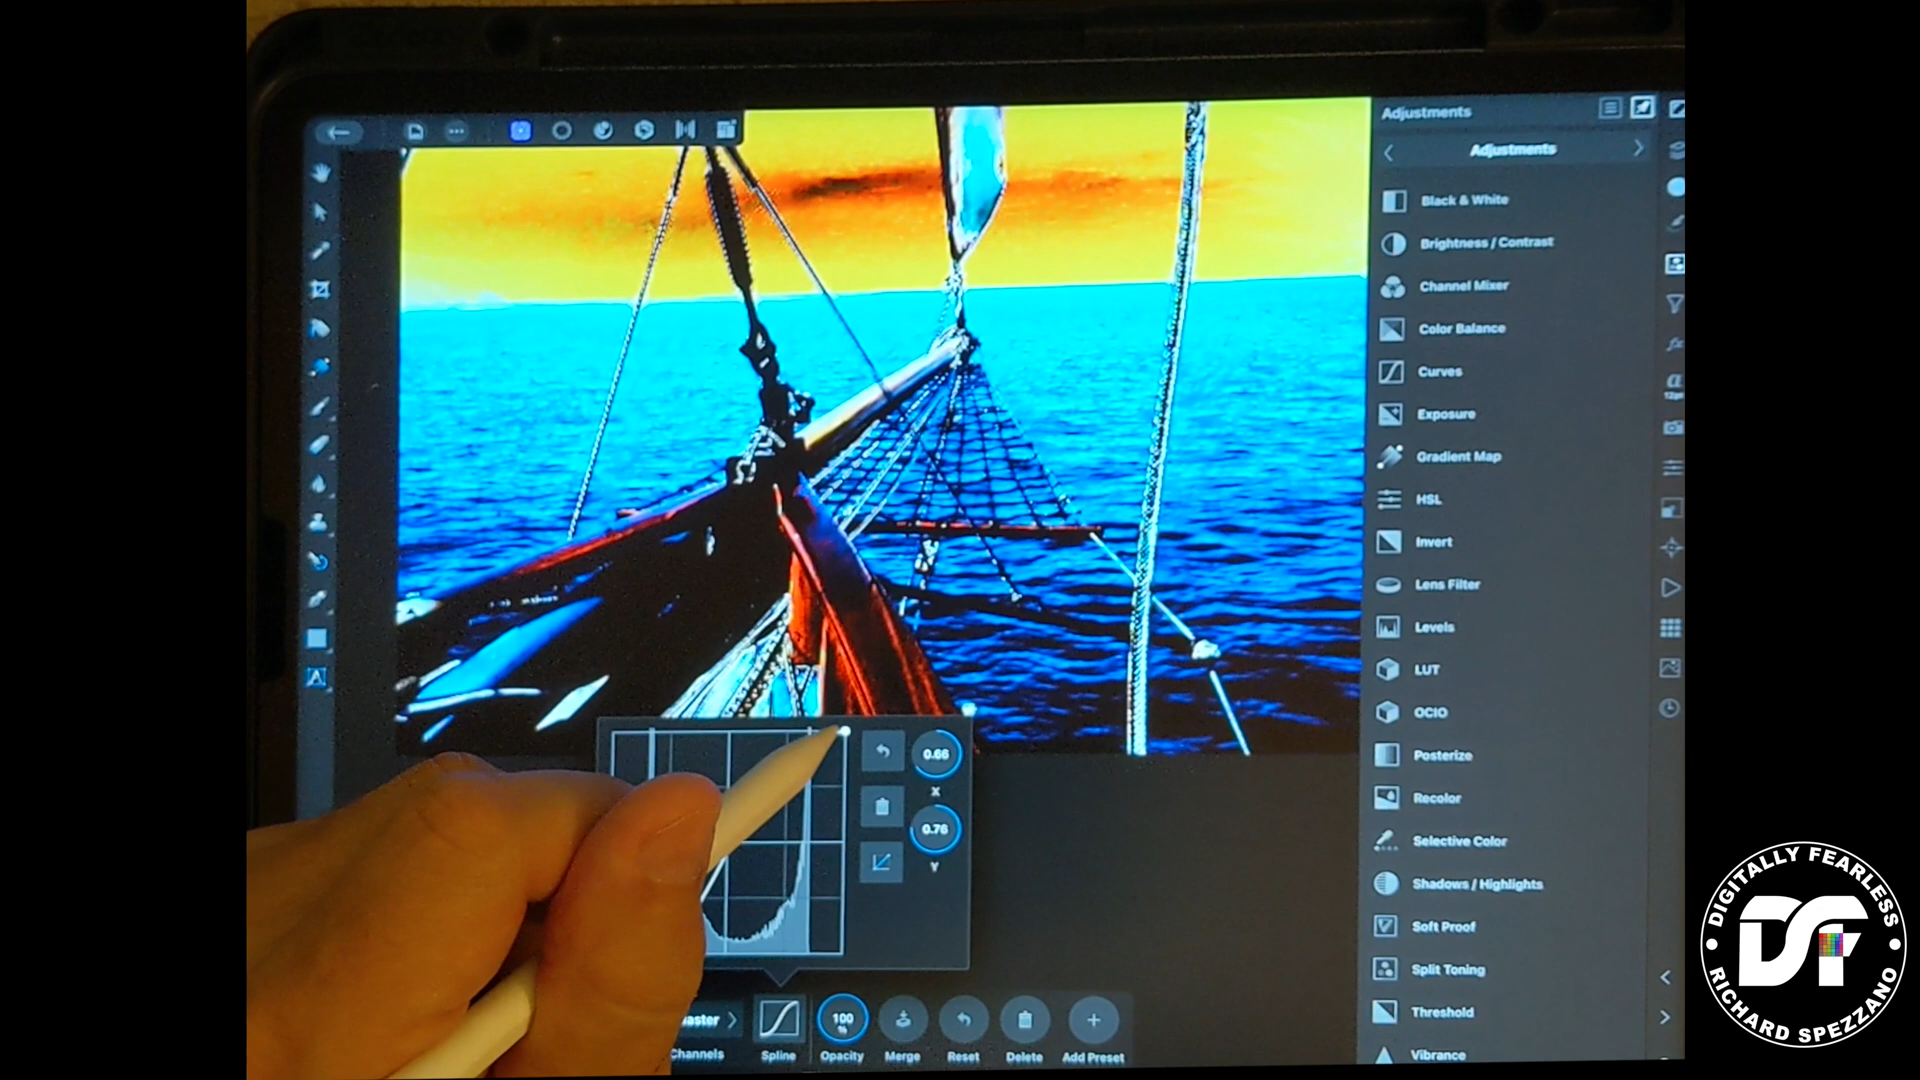 Adjustments
Adjustments
Black & White
Brightness / Contrast
Channel Mixer
Color Balance
Curves
Exposure
Gradient Map
HSL
Invert
Lens Filter
Levels
LUT
OCIO
Posterize
Recolor
Selective Color
Shadows / Highlights
Soft Proof
Split Toning
Threshold
Vibrance
a
12pt
A
0.66
X
0.76
Y
aster
Channels
Spline
100
%
Opacity
Merge
Reset
Delete
Add Preset
DIGITALLY FEARLESS
DF
RICHARD SPEZZANO